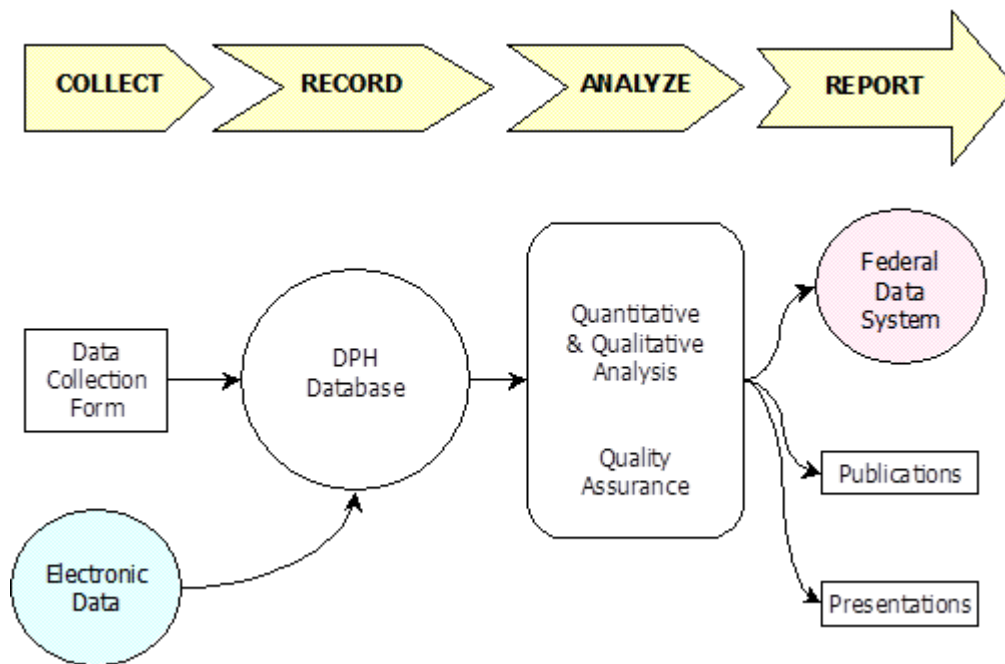 COLLECT
RECORD
ANALYZE
REPORT
Data
Collection
Form
Electronic
Data
DPH
Database
Quantitative
& Qualitative
Analysis
Quality
Assurance
Federal
Data
System
Publications
Presentations